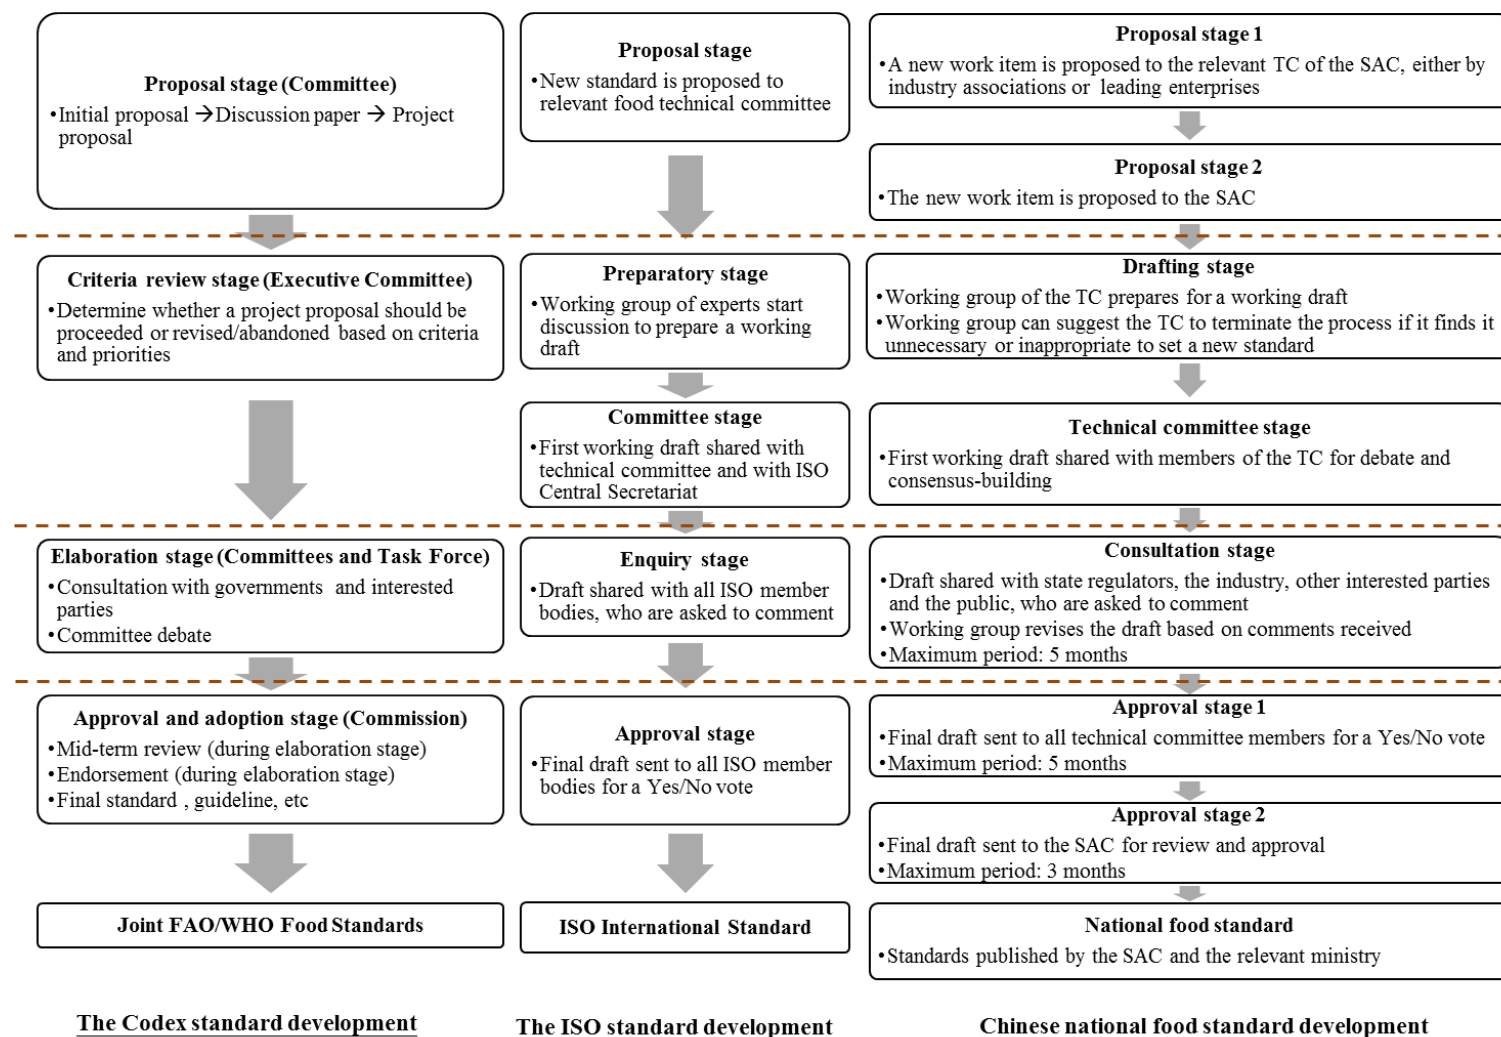 Proposal stage (Committee)
•Initial proposal →Discussion paper → Project
proposal
Criteria review stage (Executive Committee)
•Determine whether a project proposal should be
proceeded or revised/abandoned based on criteria
and priorities
Elaboration stage (Committees and Task Force)
•Consultation with governments and interested
parties
•Committee debate
Approval and adoption stage (Commission)
•Mid-term review (during elaboration stage)
•Endorsement (during elaboration stage)
•Final standard , guideline, etc
Joint FAO/WHO Food Standards
The Codex standard development
Proposal stage
•New standard is proposed to
relevant food technical committee
Preparatory stage
•Working group of experts start
discussion to prepare a working
draft
Committee stage
•First working draft shared with
technical committee and with ISO
Central Secretariat
Enquiry stage
•Draft shared with all ISO member
bodies, who are asked to comment
Approval stage
•Final draft sent to all ISO member
bodies for a Yes/No vote
ISO International Standard
The ISO standard development
Proposal stage 1
•A new work item is proposed to the relevant TC of the SAC, either by
industry associations or leading enterprises
Proposal stage 2
•The new work item is proposed to the SAC
Drafting stage
•Working group of the TC prepares for a working draft
•Working group can suggest the TC to terminate the process if it finds it
unnecessary or inappropriate to set a new standard
Technical committee stage
•First working draft shared with members of the TC for debate and
consensus-building
Consultation stage
•Draft shared with state regulators, the industry, other interested parties
and the public, who are asked to comment
•Working group revises the draft based on comments received
•Maximum period: 5 months
Approval stage 1
•Final draft sent to all technical committee members for a Yes/No vote
•Maximum period: 5 months
Approval stage 2
•Final draft sent to the SAC for review and approval
•Maximum period: 3 months
National food standard
•Standards published by the SAC and the relevant ministry
Chinese national food standard development